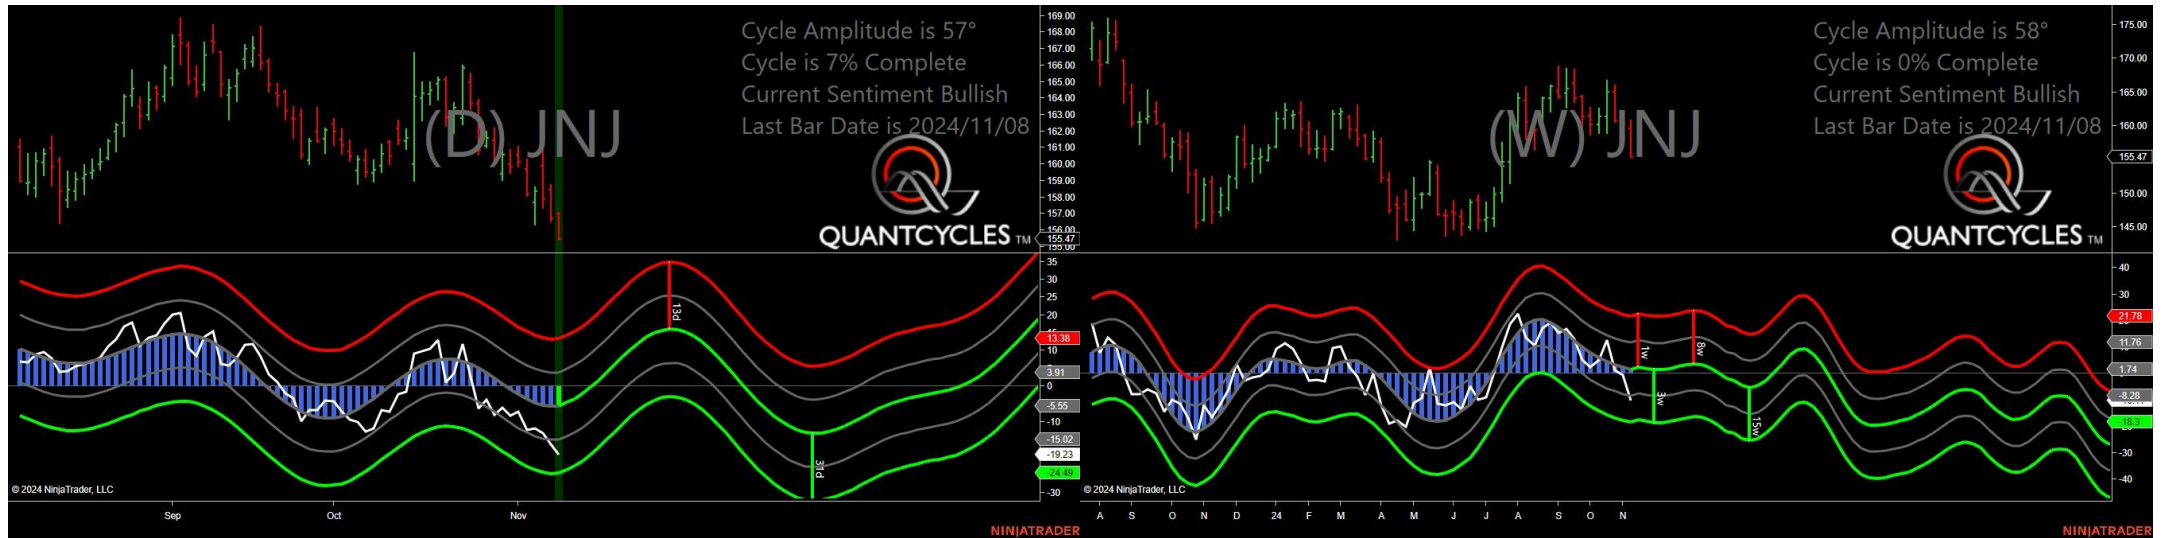 Cycle Amplitude is 57°
Cycle is 7% Complete
Current Sentiment Bullish
Last Bar Date is 2024/11/08
(D) JNJ
QUANTCYCLES TM
169.00
168.00
167.00
166.00
165.00
164.00
163.00
162.00
161.00
160.00
159.00
158.00
157.00
156.00
155.47
155.00
35
30
25
20
13.38
10
3.91
0
-5.55
-10
-15.02
-19.23
-24.49
-30
13d
31d
© 2024 NinjaTrader, LLC
Sep Oct Nov
NINJATRADER
Cycle Amplitude is 58°
Cycle is 0% Complete
Current Sentiment Bullish
Last Bar Date is 2024/11/08
(W) JNJ
QUANTCYCLES TM
175.00
170.00
165.00
160.00
155.47
150.00
145.00
40
30
21.78
11.76
1.74
-8.28
-18.3
-30
-40
1w
8w
3w
15w
© 2024 NinjaTrader, LLC
A S O N D 24 F M A M J J A S O N
NINJATRADER